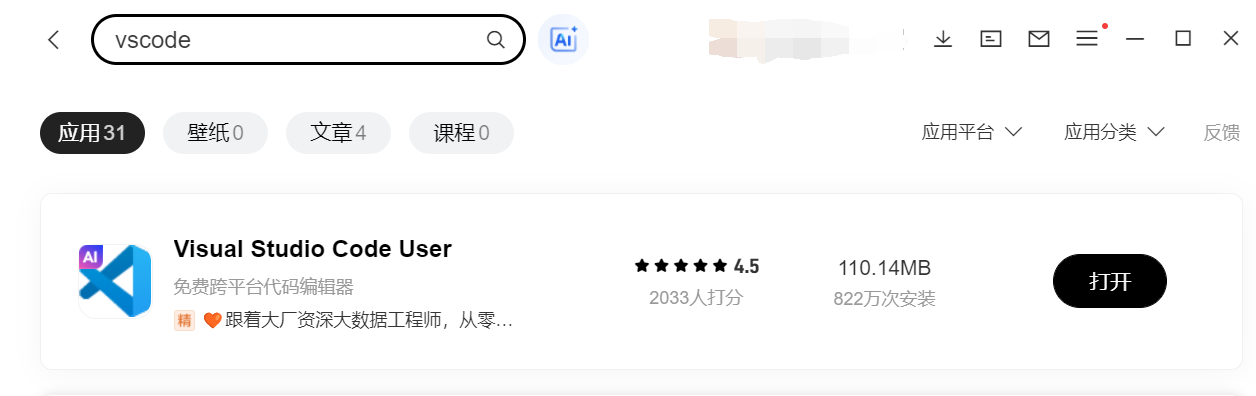 vscode
AI
应用31 壁纸0 文章4 课程0 应用平台 应用分类 反馈
AI
Visual Studio Code User
免费跨平台代码编辑器
精 跟着大厂资深大数据工程师，从零...
4.5
2033人打分
110.14MB
822万次安装
打开